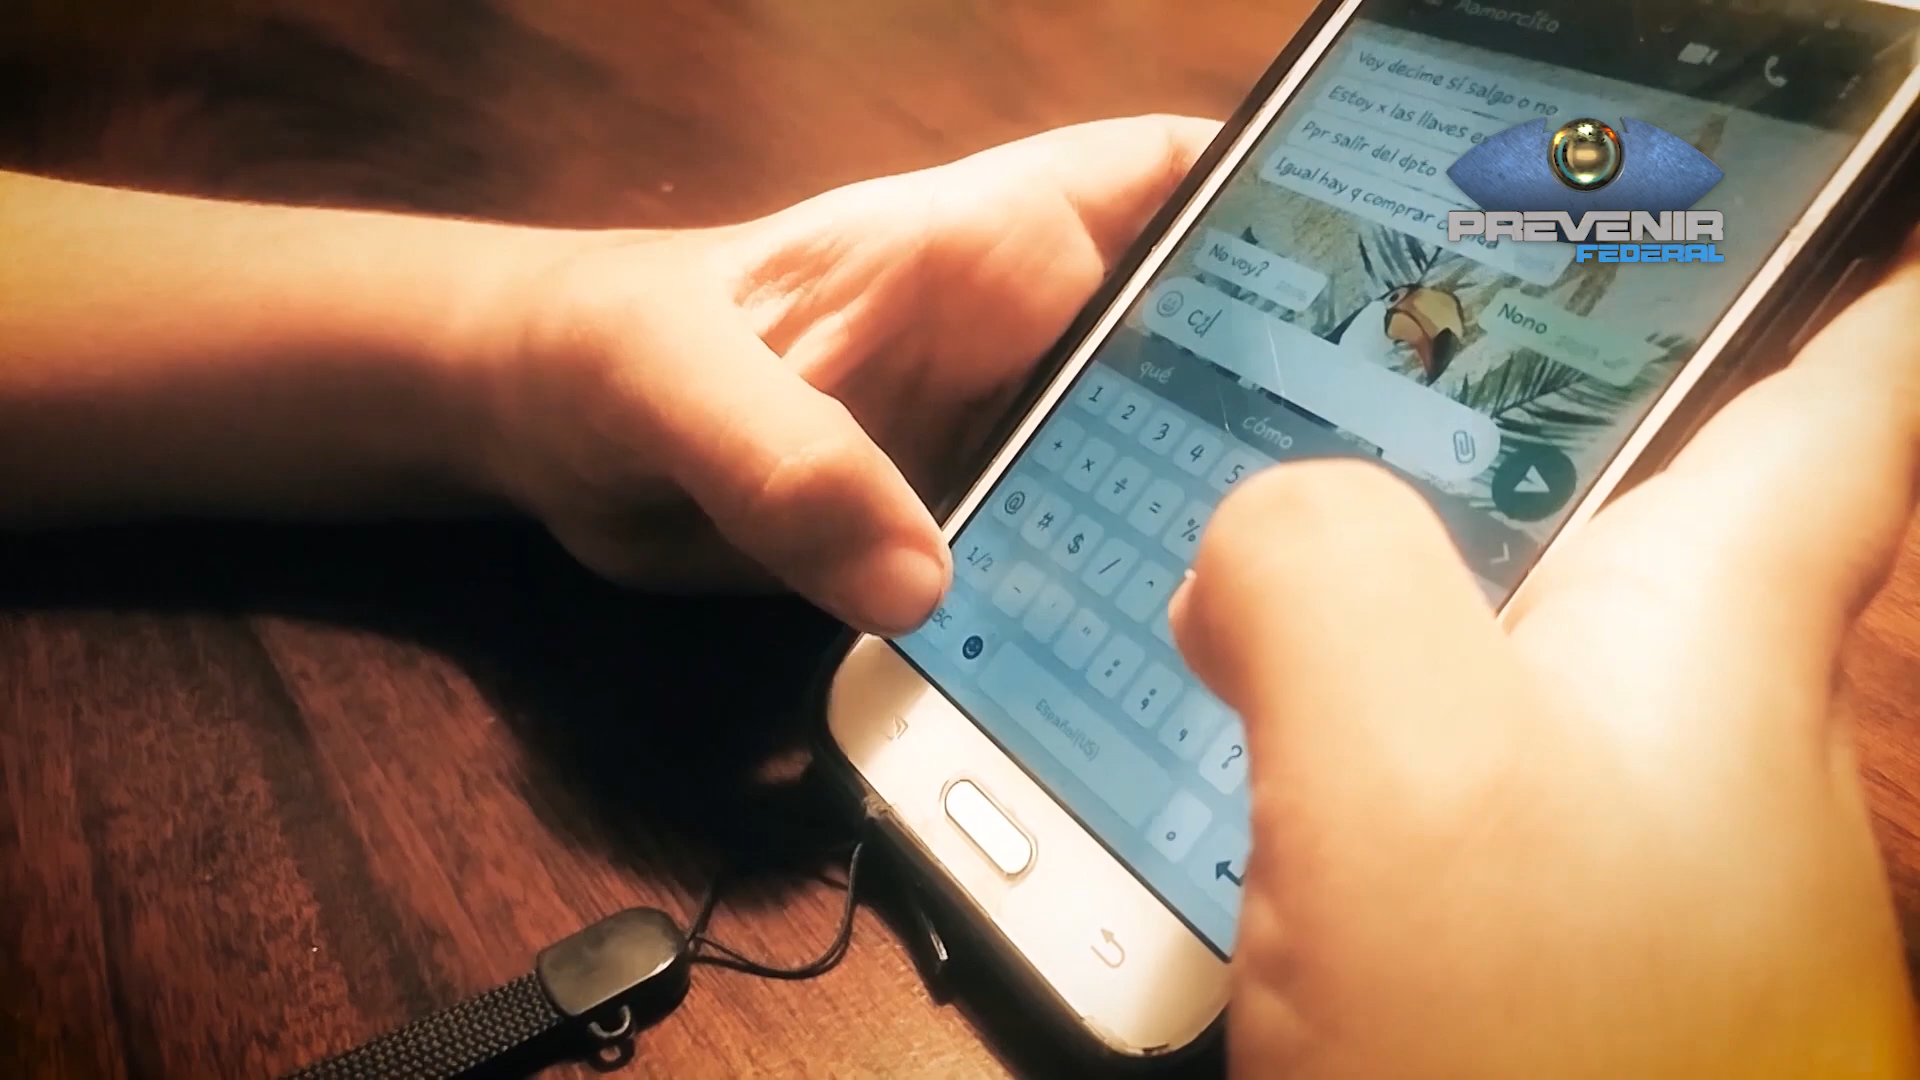 Aamorcito
Voy decime si salgo o no
Estoy x las llaves
Ppr salir del dpto
Igual hay q comprar
PREVENIR
FEDERAL
No voy?
Nono
qué
cómo
1 2 3 4 5
+ × ÷ = %
@ # $ / ^
1/2 - ' " : ; , ?
Español(US)